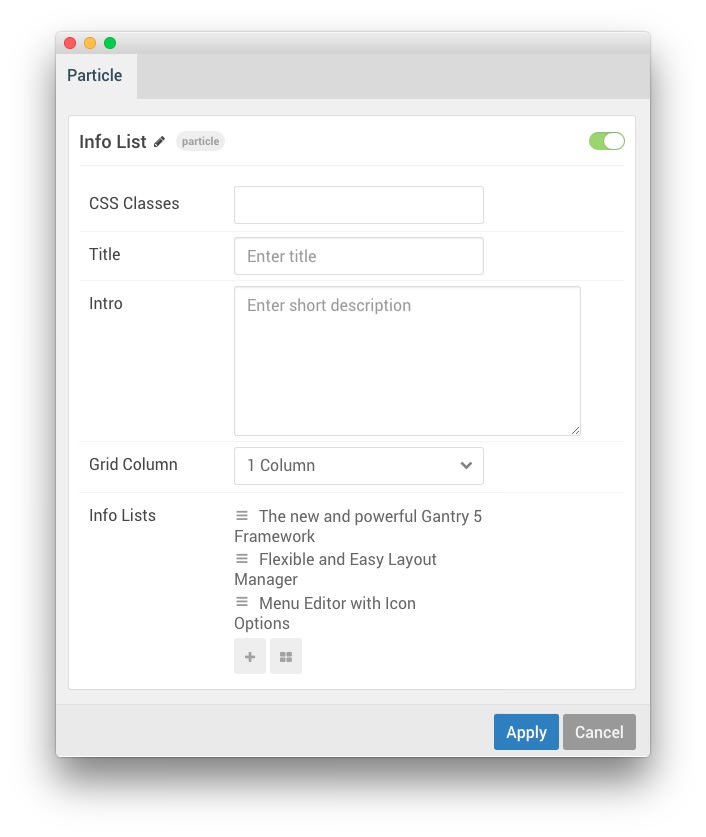 Particle
Info List
particle
CSS Classes
Title
Enter title
Intro
Enter short description
Grid Column
1 Column
Info Lists
The new and powerful Gantry 5
Framework
Flexible and Easy Layout
Manager
Menu Editor with Icon
Options
Apply
Cancel